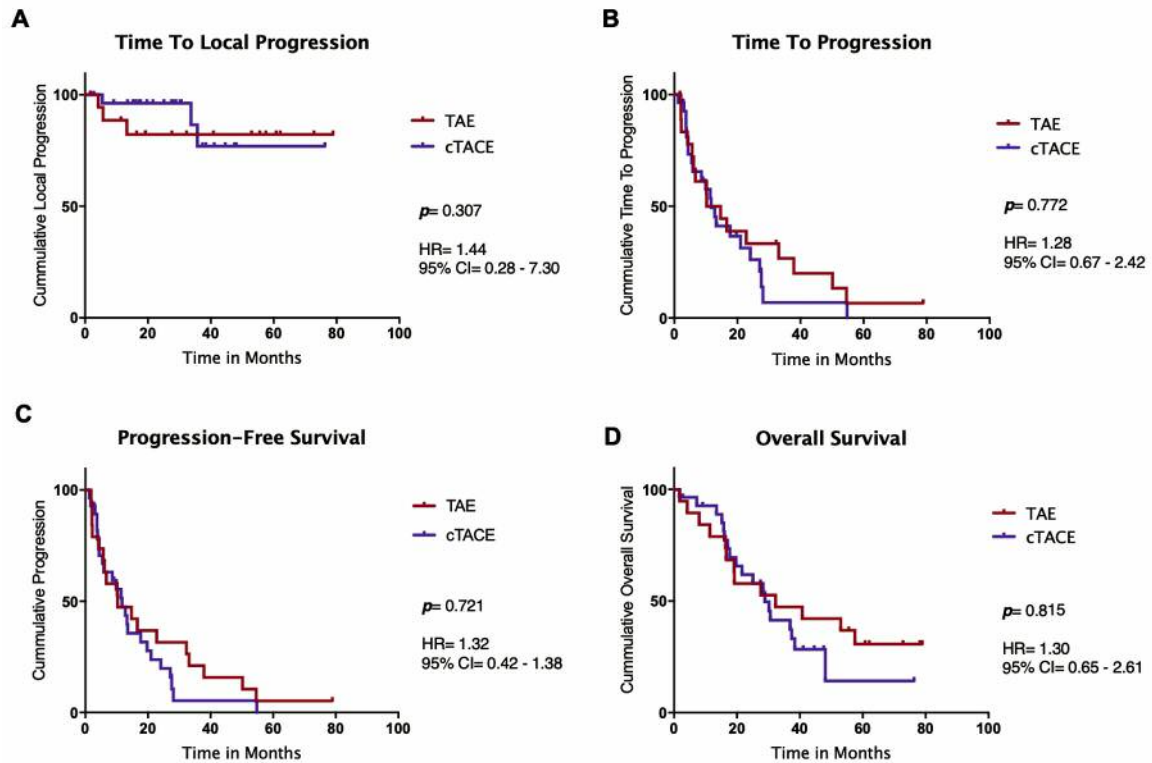 A
Time To Local Progression
Cummulative Local Progression
100
50
0
0 20 40 60 80 100
Time in Months
TAE
cTACE
p= 0.307
HR= 1.44
95% CI= 0.28 - 7.30
B
Time To Progression
Cummulative Time To Progression
100
50
0
0 20 40 60 80 100
Time in Months
TAE
cTACE
p= 0.772
HR= 1.28
95% CI= 0.67 - 2.42
C
Progression-Free Survival
Cummulative Progression
100
50
0
0 20 40 60 80 100
Time in Months
TAE
cTACE
p= 0.721
HR= 1.32
95% CI= 0.42 - 1.38
D
Overall Survival
Cummulative Overall Survival
100
50
0
0 20 40 60 80 100
Time in Months
TAE
cTACE
p= 0.815
HR= 1.30
95% CI= 0.65 - 2.61